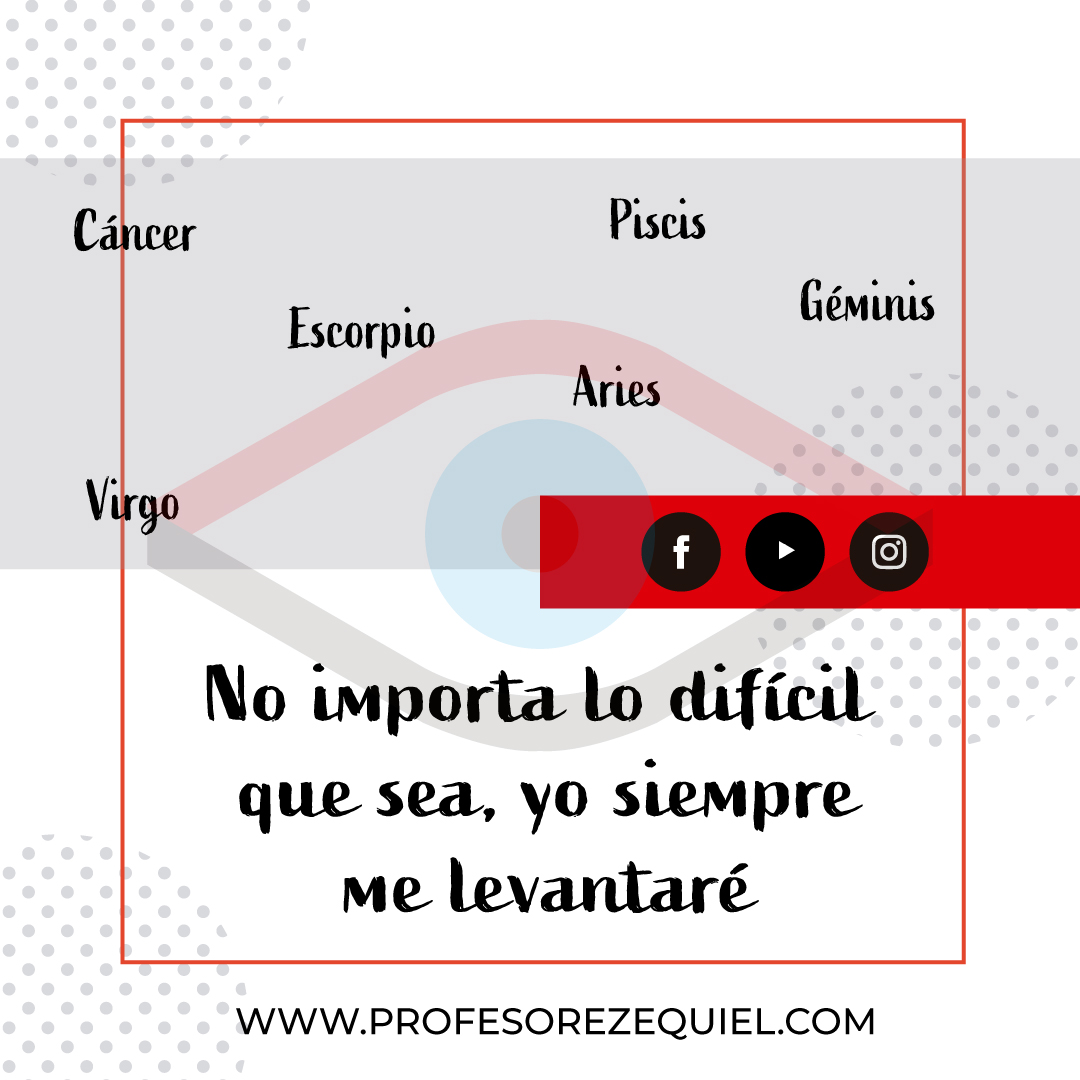 Cáncer
Piscis
Géminis
Escorpio
Aries
Virgo
No importa lo difícil
que sea, yo siempre
me levantaré
WWW.PROFESOREZEQUIEL.COM